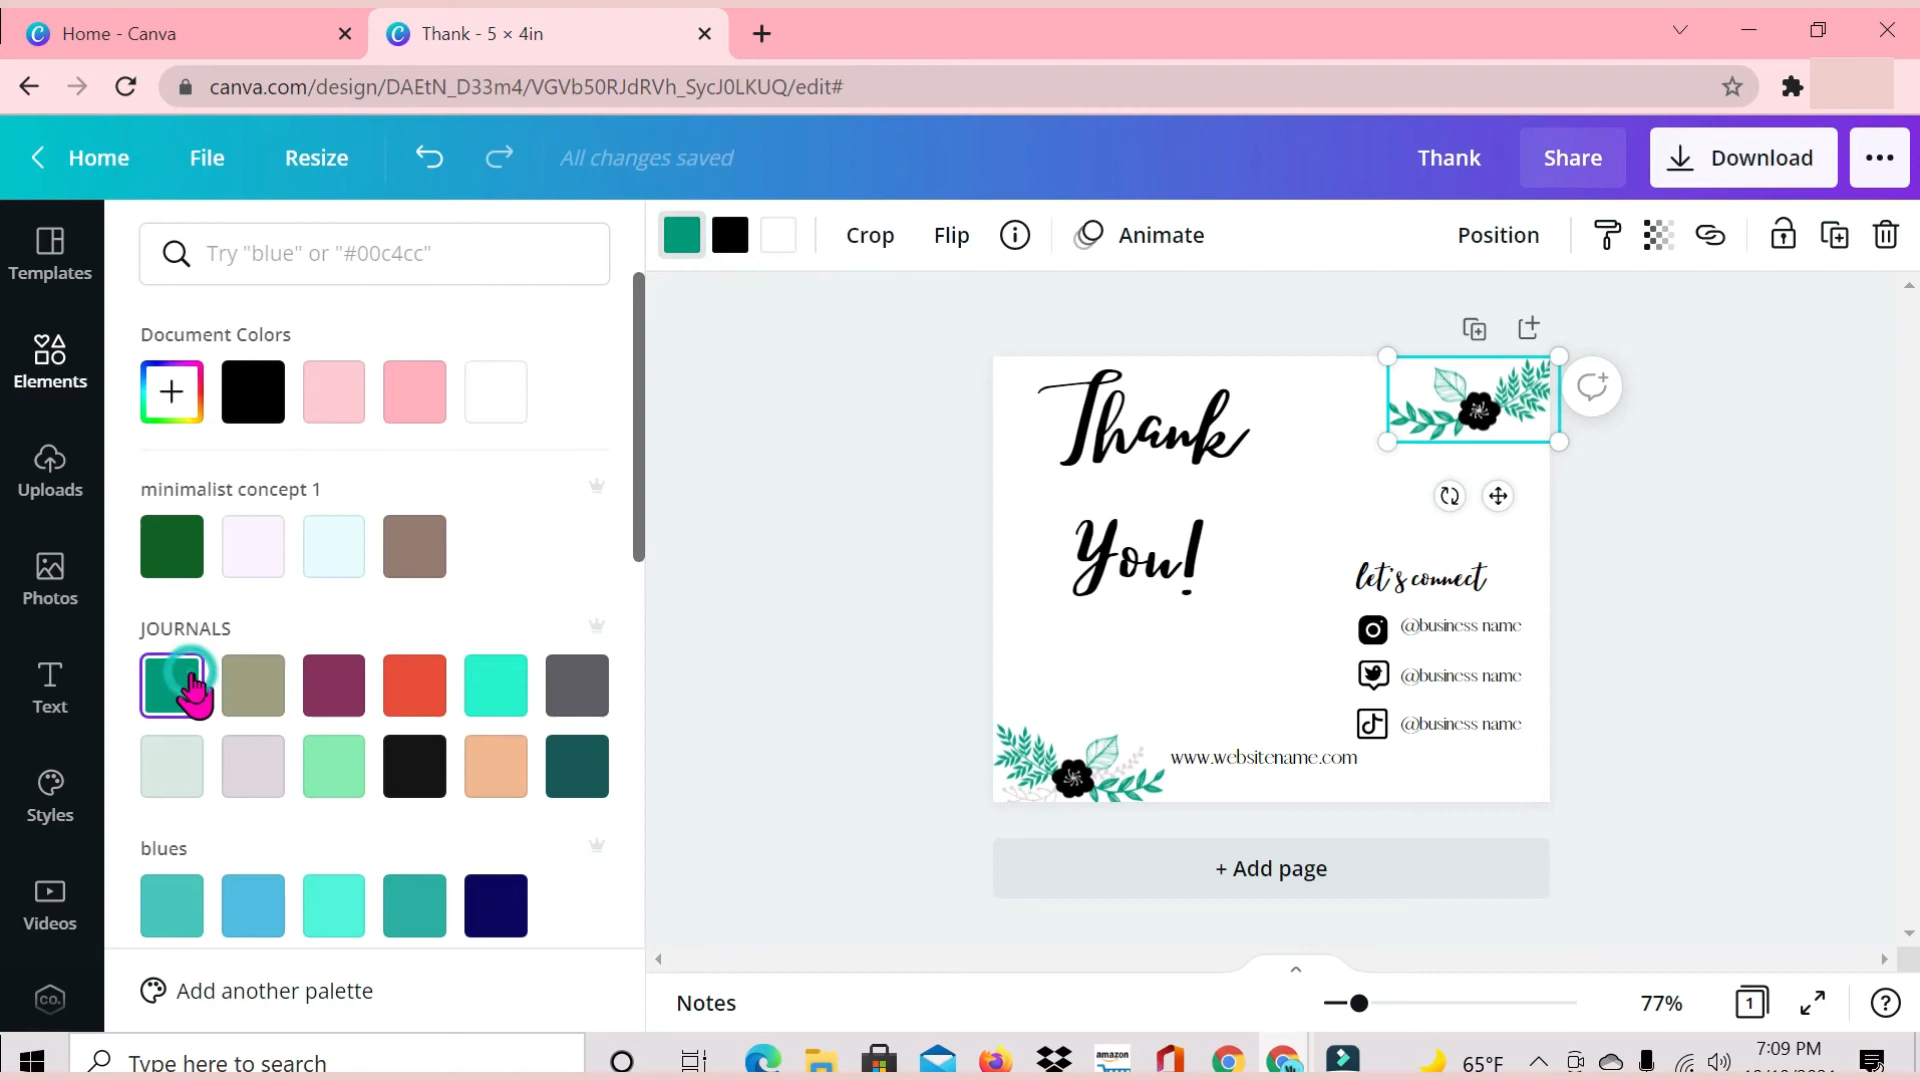 Home - Canva
Thank - 5 × 4in
canva.com/design/DAEtN_D33m4/VGVb50RJdRVh_SycJ0LKUQ/edit#
Home
File
Resize
All changes saved
Thank
Share
Download
Templates
Elements
Uploads
Photos
Text
Styles
Videos
co.
Try "blue" or "#00c4cc"
Document Colors
minimalist concept 1
JOURNALS
blues
Add another palette
Crop
Flip
Animate
Position
Thank
You!
let's connect
@business name
@business name
@business name
www.websitename.com
+ Add page
Notes
77%
1
Type here to search
amazon
65°F
7:09 PM